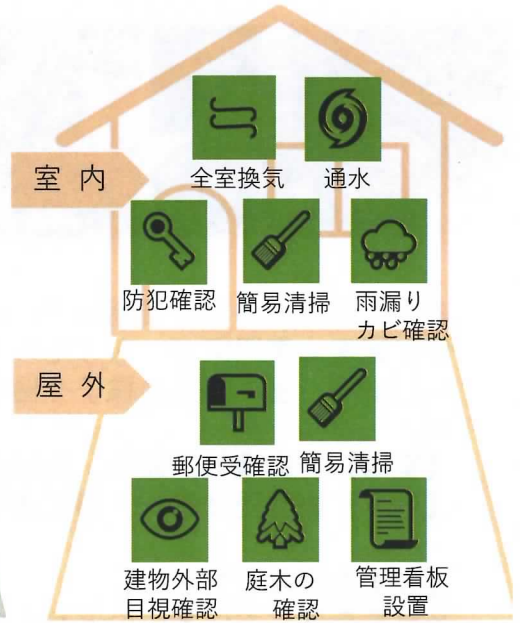 室内
全室換気 通水
防犯確認 簡易清掃 雨漏り
カビ確認
屋外
郵便受確認 簡易清掃
建物外部 庭木の 管理看板
目視確認 確認 設置